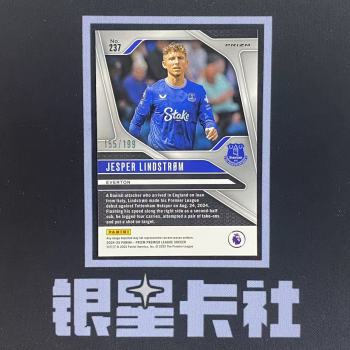 No.
237
PRIZM
Stake
155/199
Everton
JESPER LINDSTRØM
EVERTON
A Danish attacker who arrived in England on loan
from Italy, Lindstrøm made his Premier League
debut against Tottenham Hotspur on Aug. 24, 2024.
Flashing his speed along the right side as a second-half
sub, he logged four carries, attempted a pair of take-ons
and put a shot on target.
PANINI
2024-25 PANINI - PRIZM PREMIER LEAGUE SOCCER
银星卡社